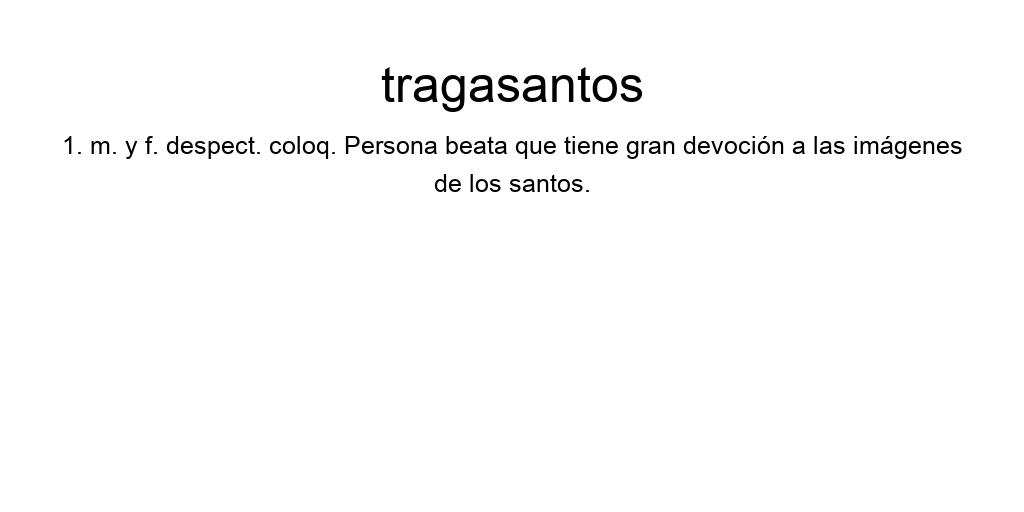 tragasantos
1. m. y f. despect. coloq. Persona beata que tiene gran devoción a las imágenes
de los santos.